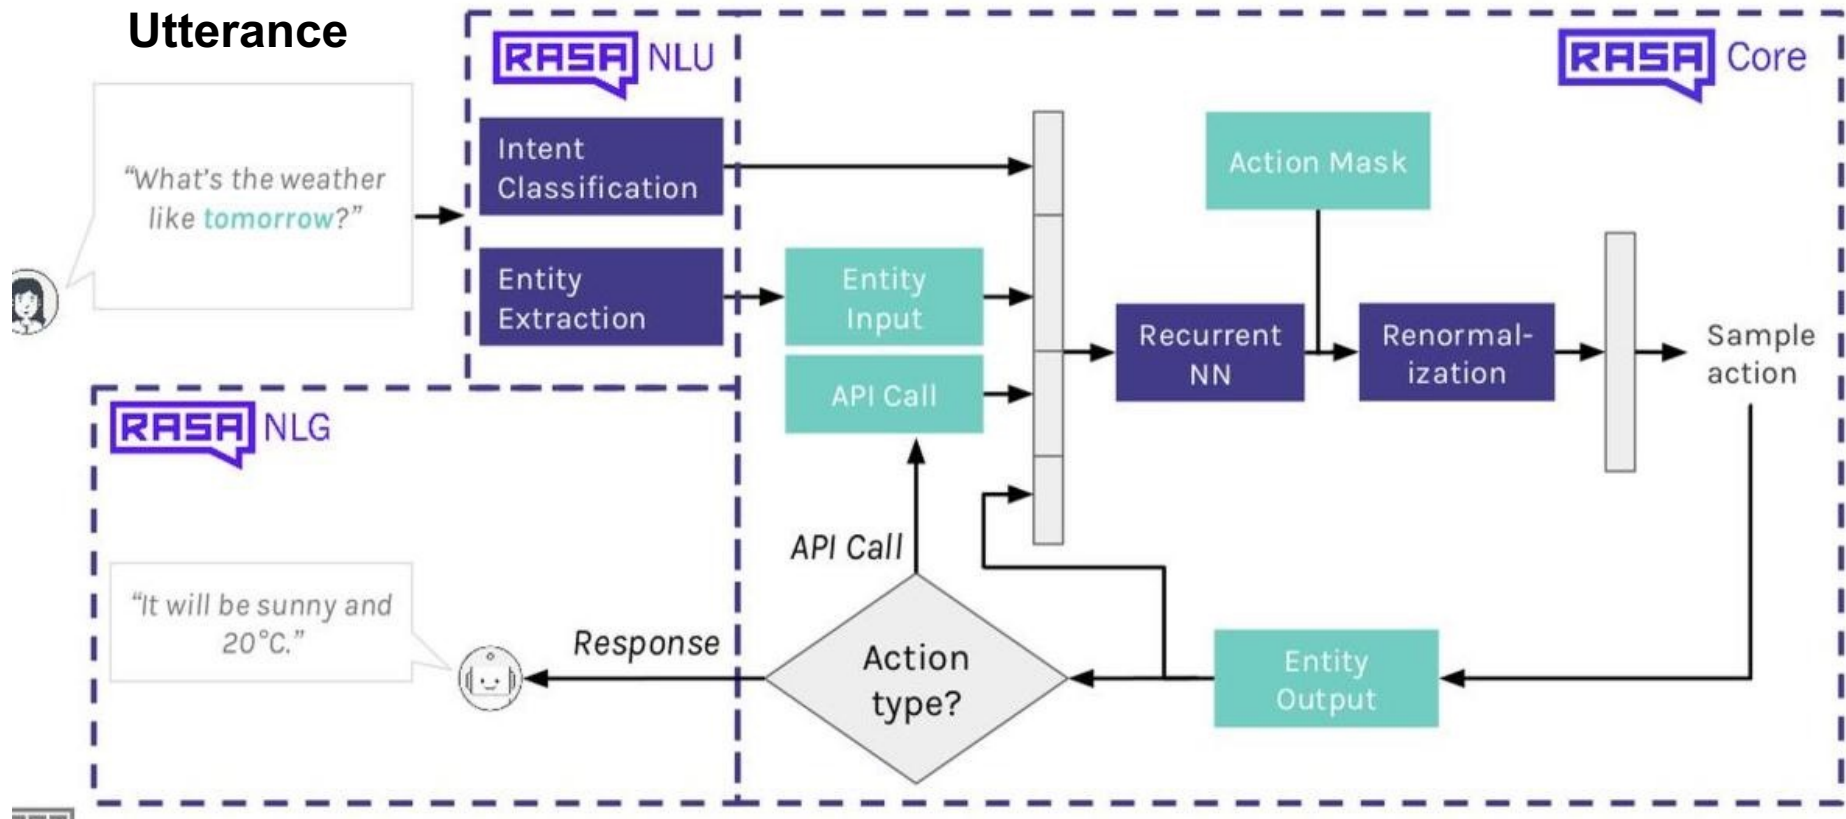 Utterance
RASA NLU
RASA Core
"What's the weather
like tomorrow?"
Intent
Classification
Entity
Extraction
Entity
Input
API Call
Action Mask
Recurrent
NN
Renormal-
ization
Sample
action
RASA NLG
"It will be sunny and
20°C."
Response
API Call
Action
type?
Entity
Output